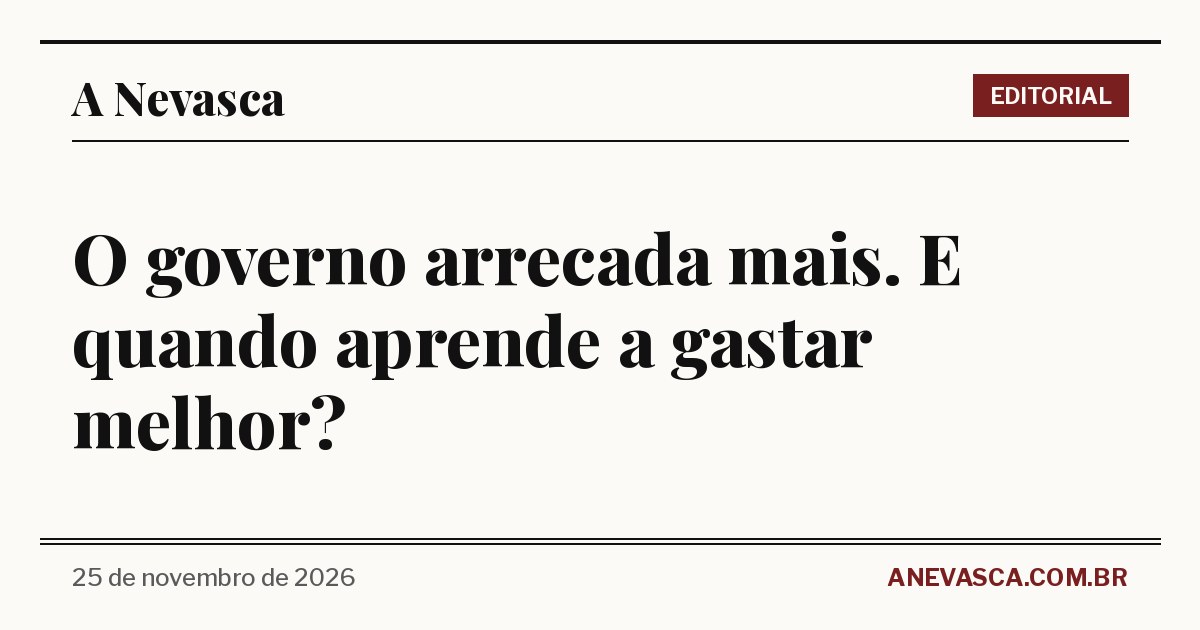 A Nevasca
EDITORIAL
O governo arrecada mais. E
quando aprende a gastar
melhor?
25 de novembro de 2026
ANEVASCA.COM.BR